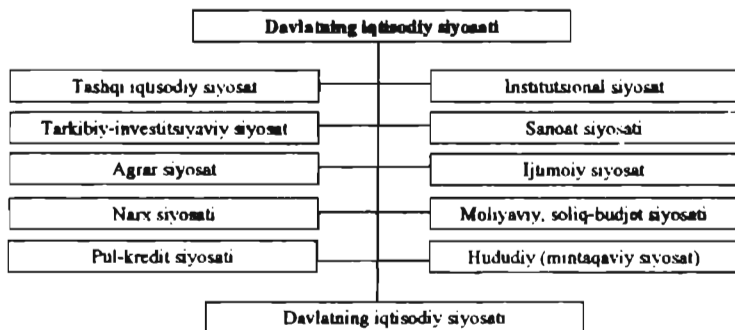 Davlatning iqtisodiy siyosati
Tashqi iqtisodiy siyosat
Institutsional siyosat
Tarkibiy-investitsiyaviy siyosat
Sanoat siyosati
Agrar siyosat
Ijtimoiy siyosat
Narx siyosati
Moliyaviy, soliq-budjet siyosati
Pul-kredit siyosati
Hududiy (mintaqaviy siyosat)
Davlatning iqtisodiy siyosati